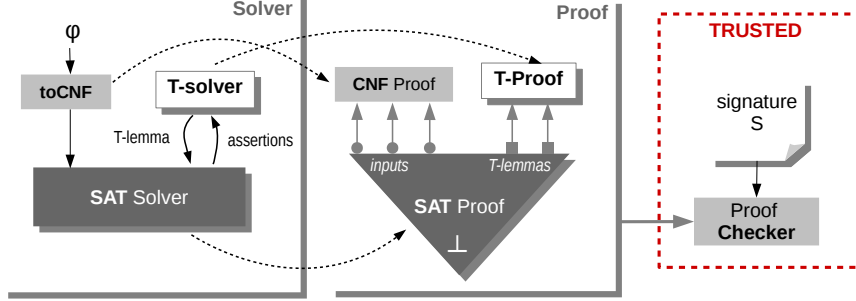 Solver
φ
toCNF
T-solver
T-lemma
assertions
SAT Solver
Proof
CNF Proof
T-Proof
inputs
T-lemmas
SAT Proof
⊥
TRUSTED
signature
S
Proof
Checker